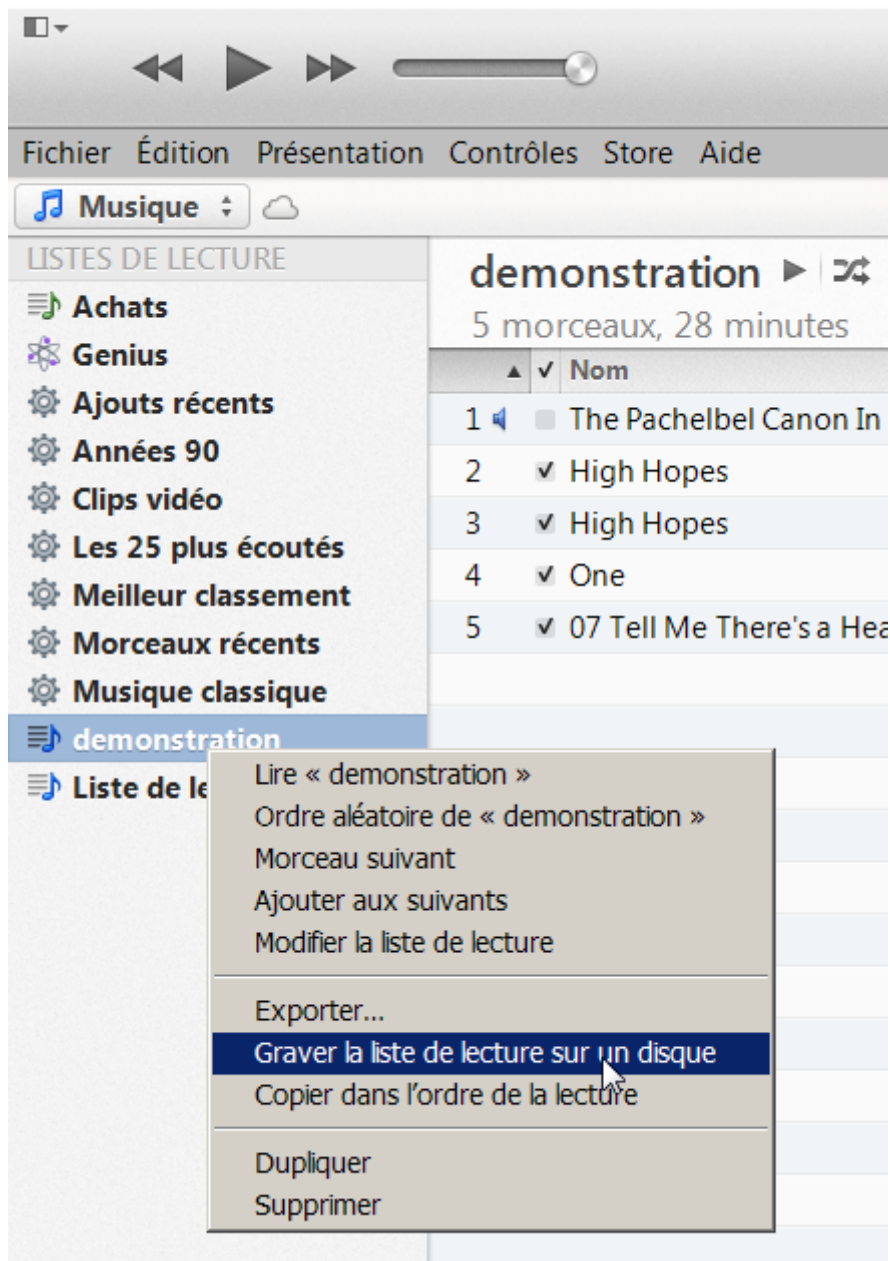 Fichier Édition Présentation Contrôles Store Aide
Musique
LISTES DE LECTURE
Achats
Genius
Ajouts récents
Années 90
Clips vidéo
Les 25 plus écoutés
Meilleur classement
Morceaux récents
Musique classique
demonstration
Liste de
demonstration
5 morceaux, 28 minutes
Nom
1 The Pachelbel Canon In
2 High Hopes
3 High Hopes
4 One
5 07 Tell Me There's a
Lire « demonstration »
Ordre aléatoire de « demonstration »
Morceau suivant
Ajouter aux suivants
Modifier la liste de lecture
Exporter...
Graver la liste de lecture sur un disque
Copier dans l'ordre de la lecture
Dupliquer
Supprimer